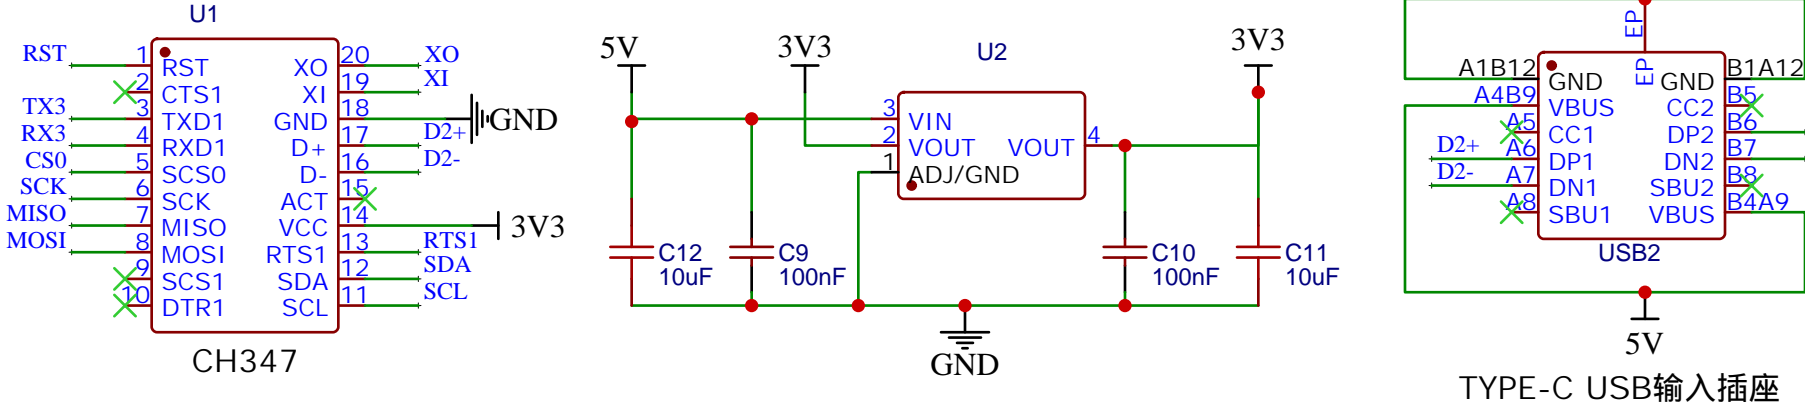 U1
RST 1 RST XO 20 XO
2 CTS1 XI 19 XI
TX3 3 TXD1 GND 18 GND
RX3 4 RXD1 D+ 17 D2+
CS0 5 SCS0 D- 16 D2-
SCK 6 SCK ACT 15
MISO 7 MISO VCC 14 3V3
MOSI 8 MOSI RTS1 13 RTS1
9 SCS1 SDA 12 SDA
10 DTR1 SCL 11 SCL
CH347
5V 3V3 U2 3V3
3 VIN
2 VOUT VOUT 4
1 ADJ/GND
C12 10uF
C9 100nF
C10 100nF
C11 10uF
GND
EP
EP
A1B12 GND GND B1A12
A4B9 VBUS CC2 B5
A5 CC1 DP2 B6
D2+ A6 DP1 DN2 B7
D2- A7 DN1 SBU2 B8
A8 SBU1 VBUS B4A9
USB2
5V
TYPE-C USB输入插座